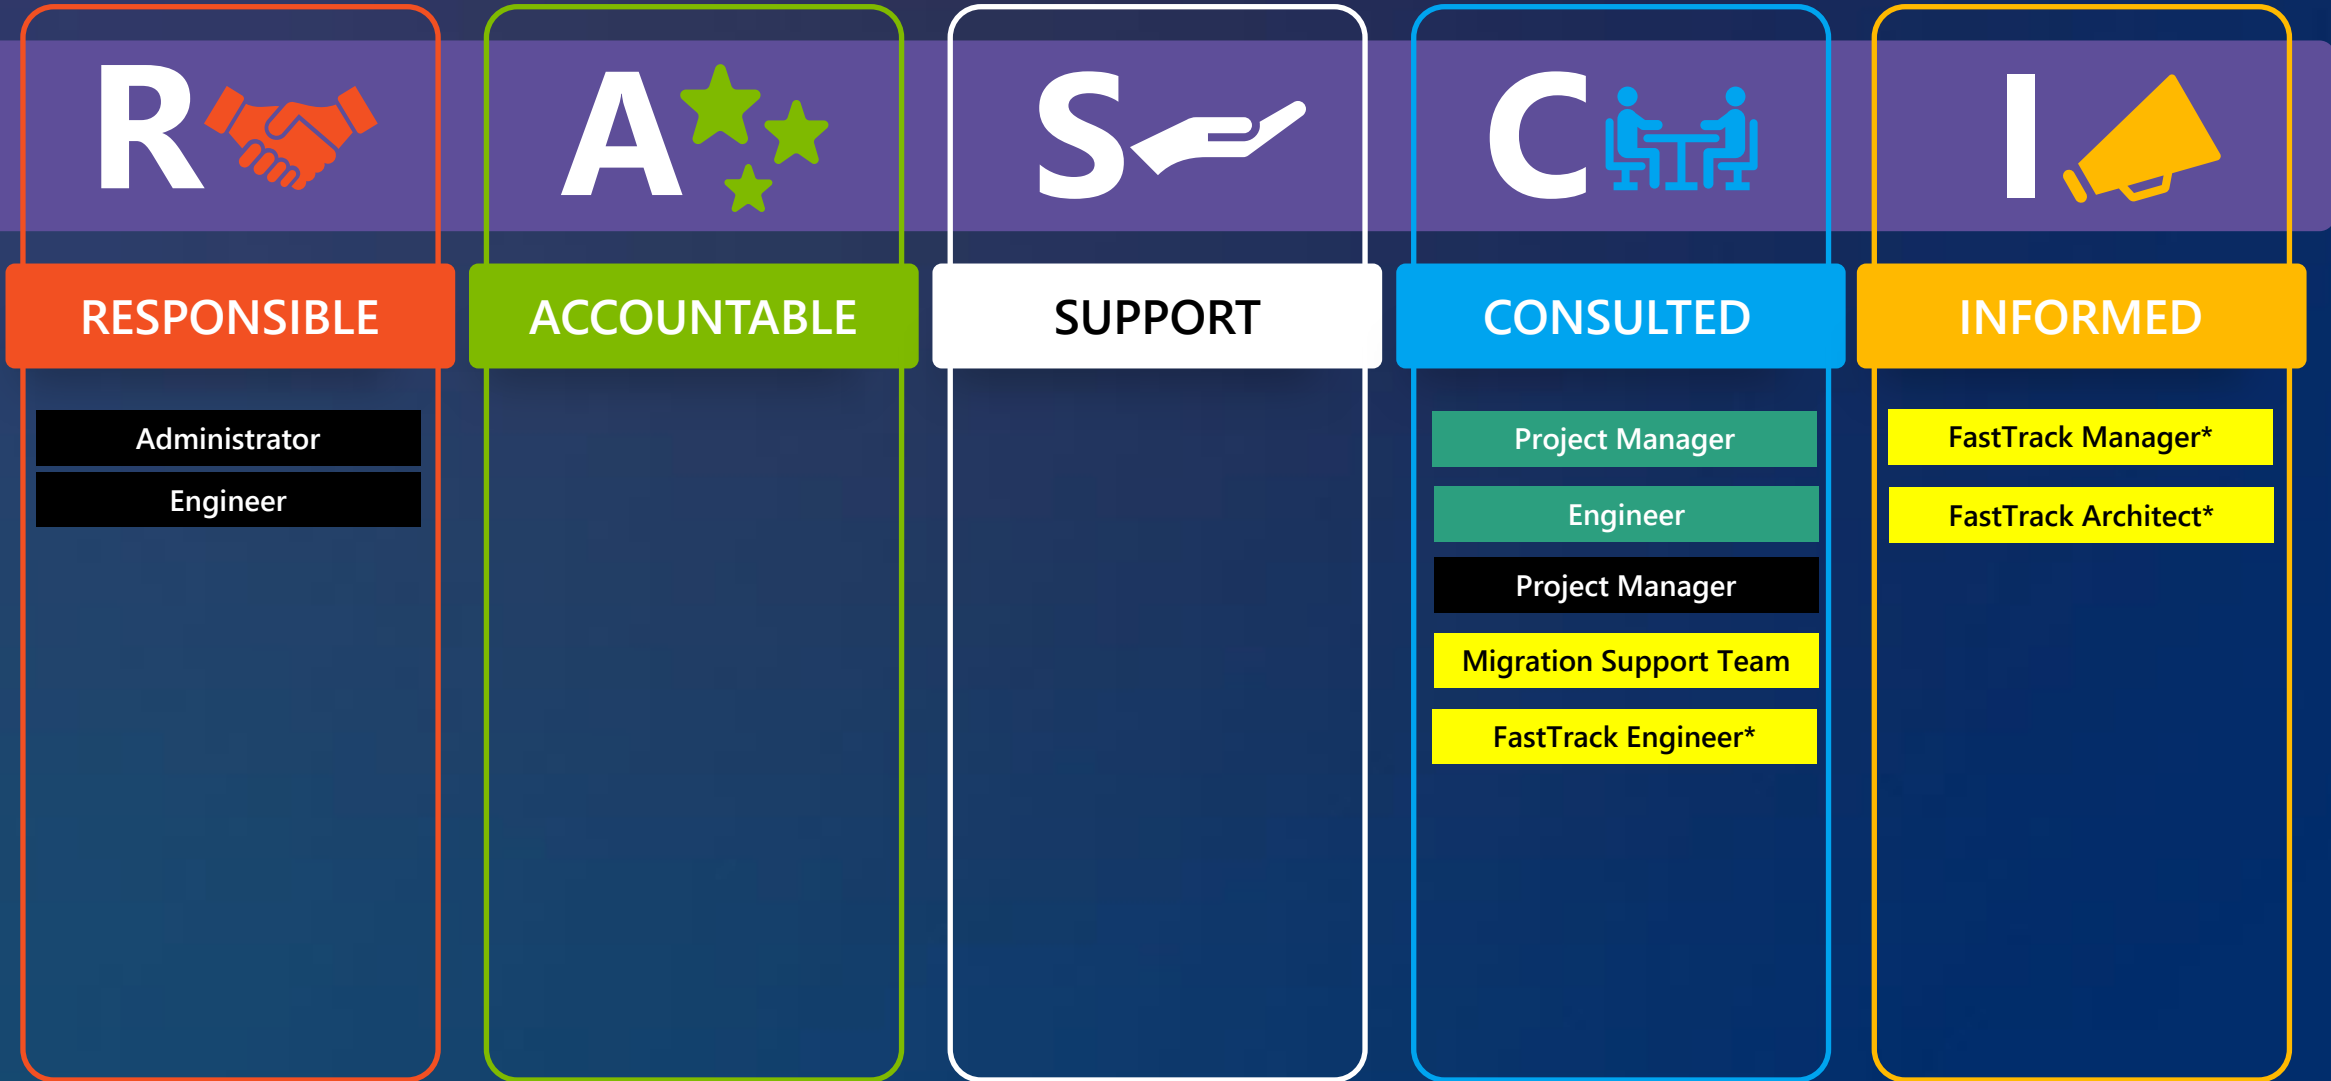 R
A
S
C
I
RESPONSIBLE
ACCOUNTABLE
SUPPORT
CONSULTED
INFORMED
Administrator
Engineer
Project Manager
Engineer
Project Manager
Migration Support Team
FastTrack Engineer*
FastTrack Manager*
FastTrack Architect*